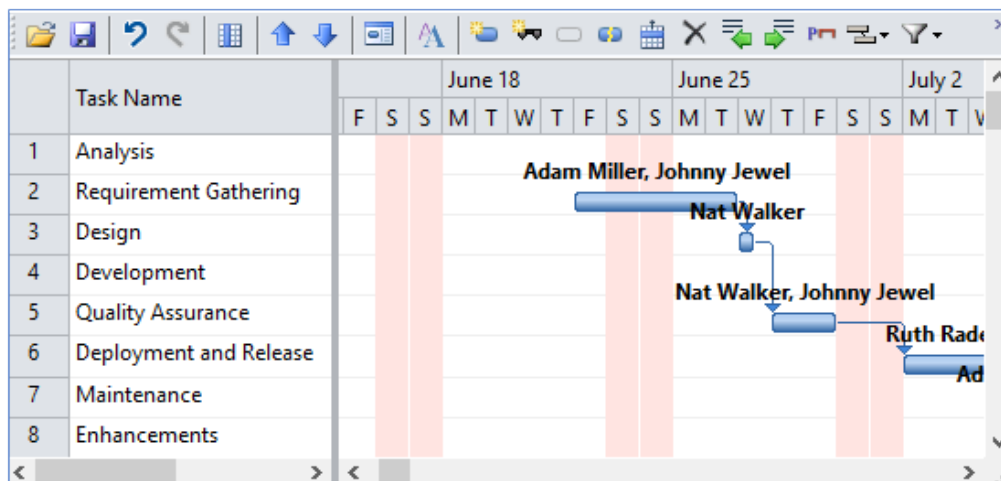 June 18 June 25 July 2
Task Name
F S S M T W T F S S M T W T F S S M T
1 Analysis
Adam Miller, Johnny Jewel
2 Requirement Gathering
Nat Walker
3 Design
4 Development
Nat Walker, Johnny Jewel
5 Quality Assurance
Ruth
6 Deployment and Release
7 Maintenance
8 Enhancements